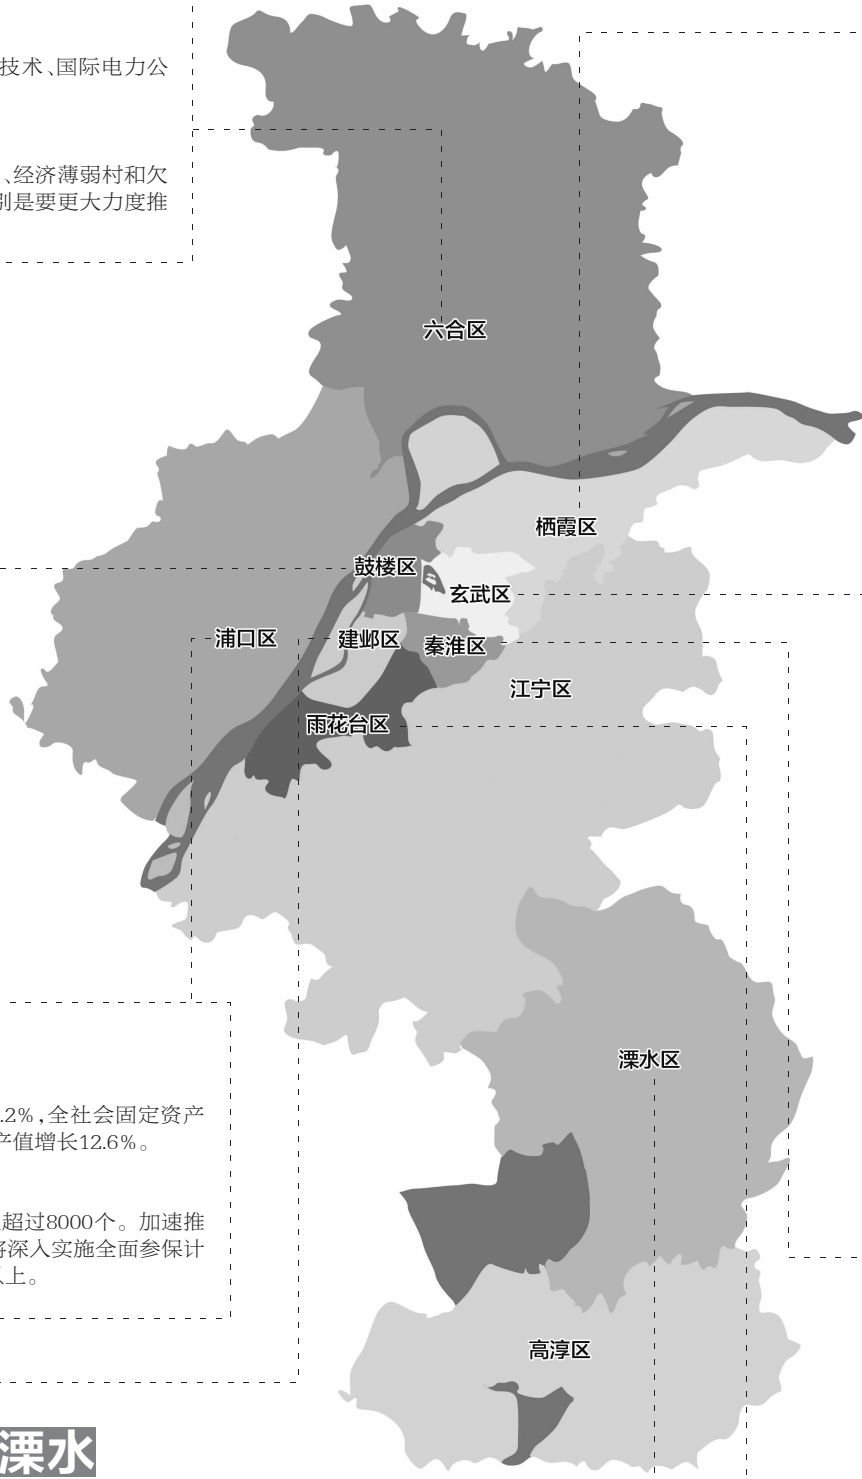 技术、国际电力公
、经济薄弱村和欠
别是要更大力度推
六合区
栖霞区
鼓楼区
玄武区
浦口区
建邺区
秦淮区
江宁区
雨花台区
溧水区
.2%，全社会固定资产
产值增长12.6%。
超过8000个。加速推
将深入实施全面参保计
以上。
高淳区
溧水